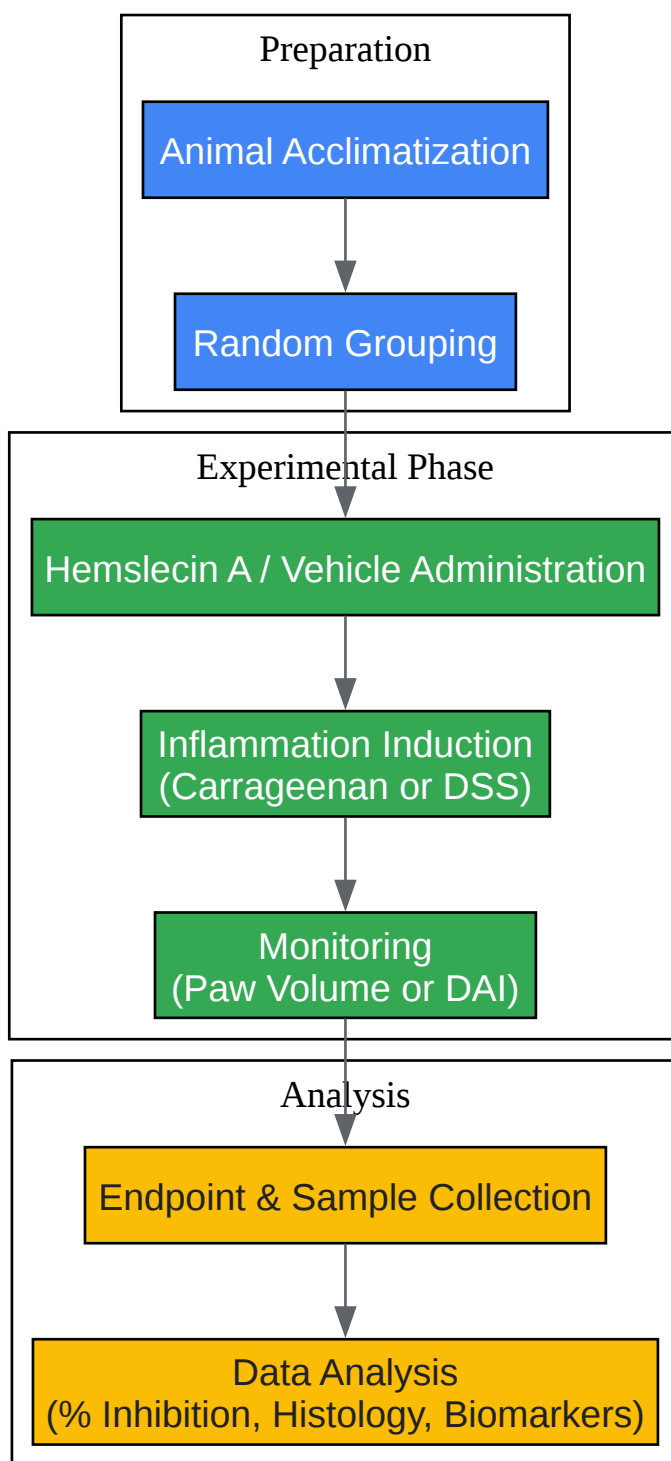 Preparation
Animal Acclimatization
Random Grouping
Experimental Phase
Hemslecin A / Vehicle Administration
Inflammation Induction
(Carrageenan or DSS)
Monitoring
(Paw Volume or DAI)
Analysis
Endpoint & Sample Collection
Data Analysis
(% Inhibition, Histology, Biomarkers)